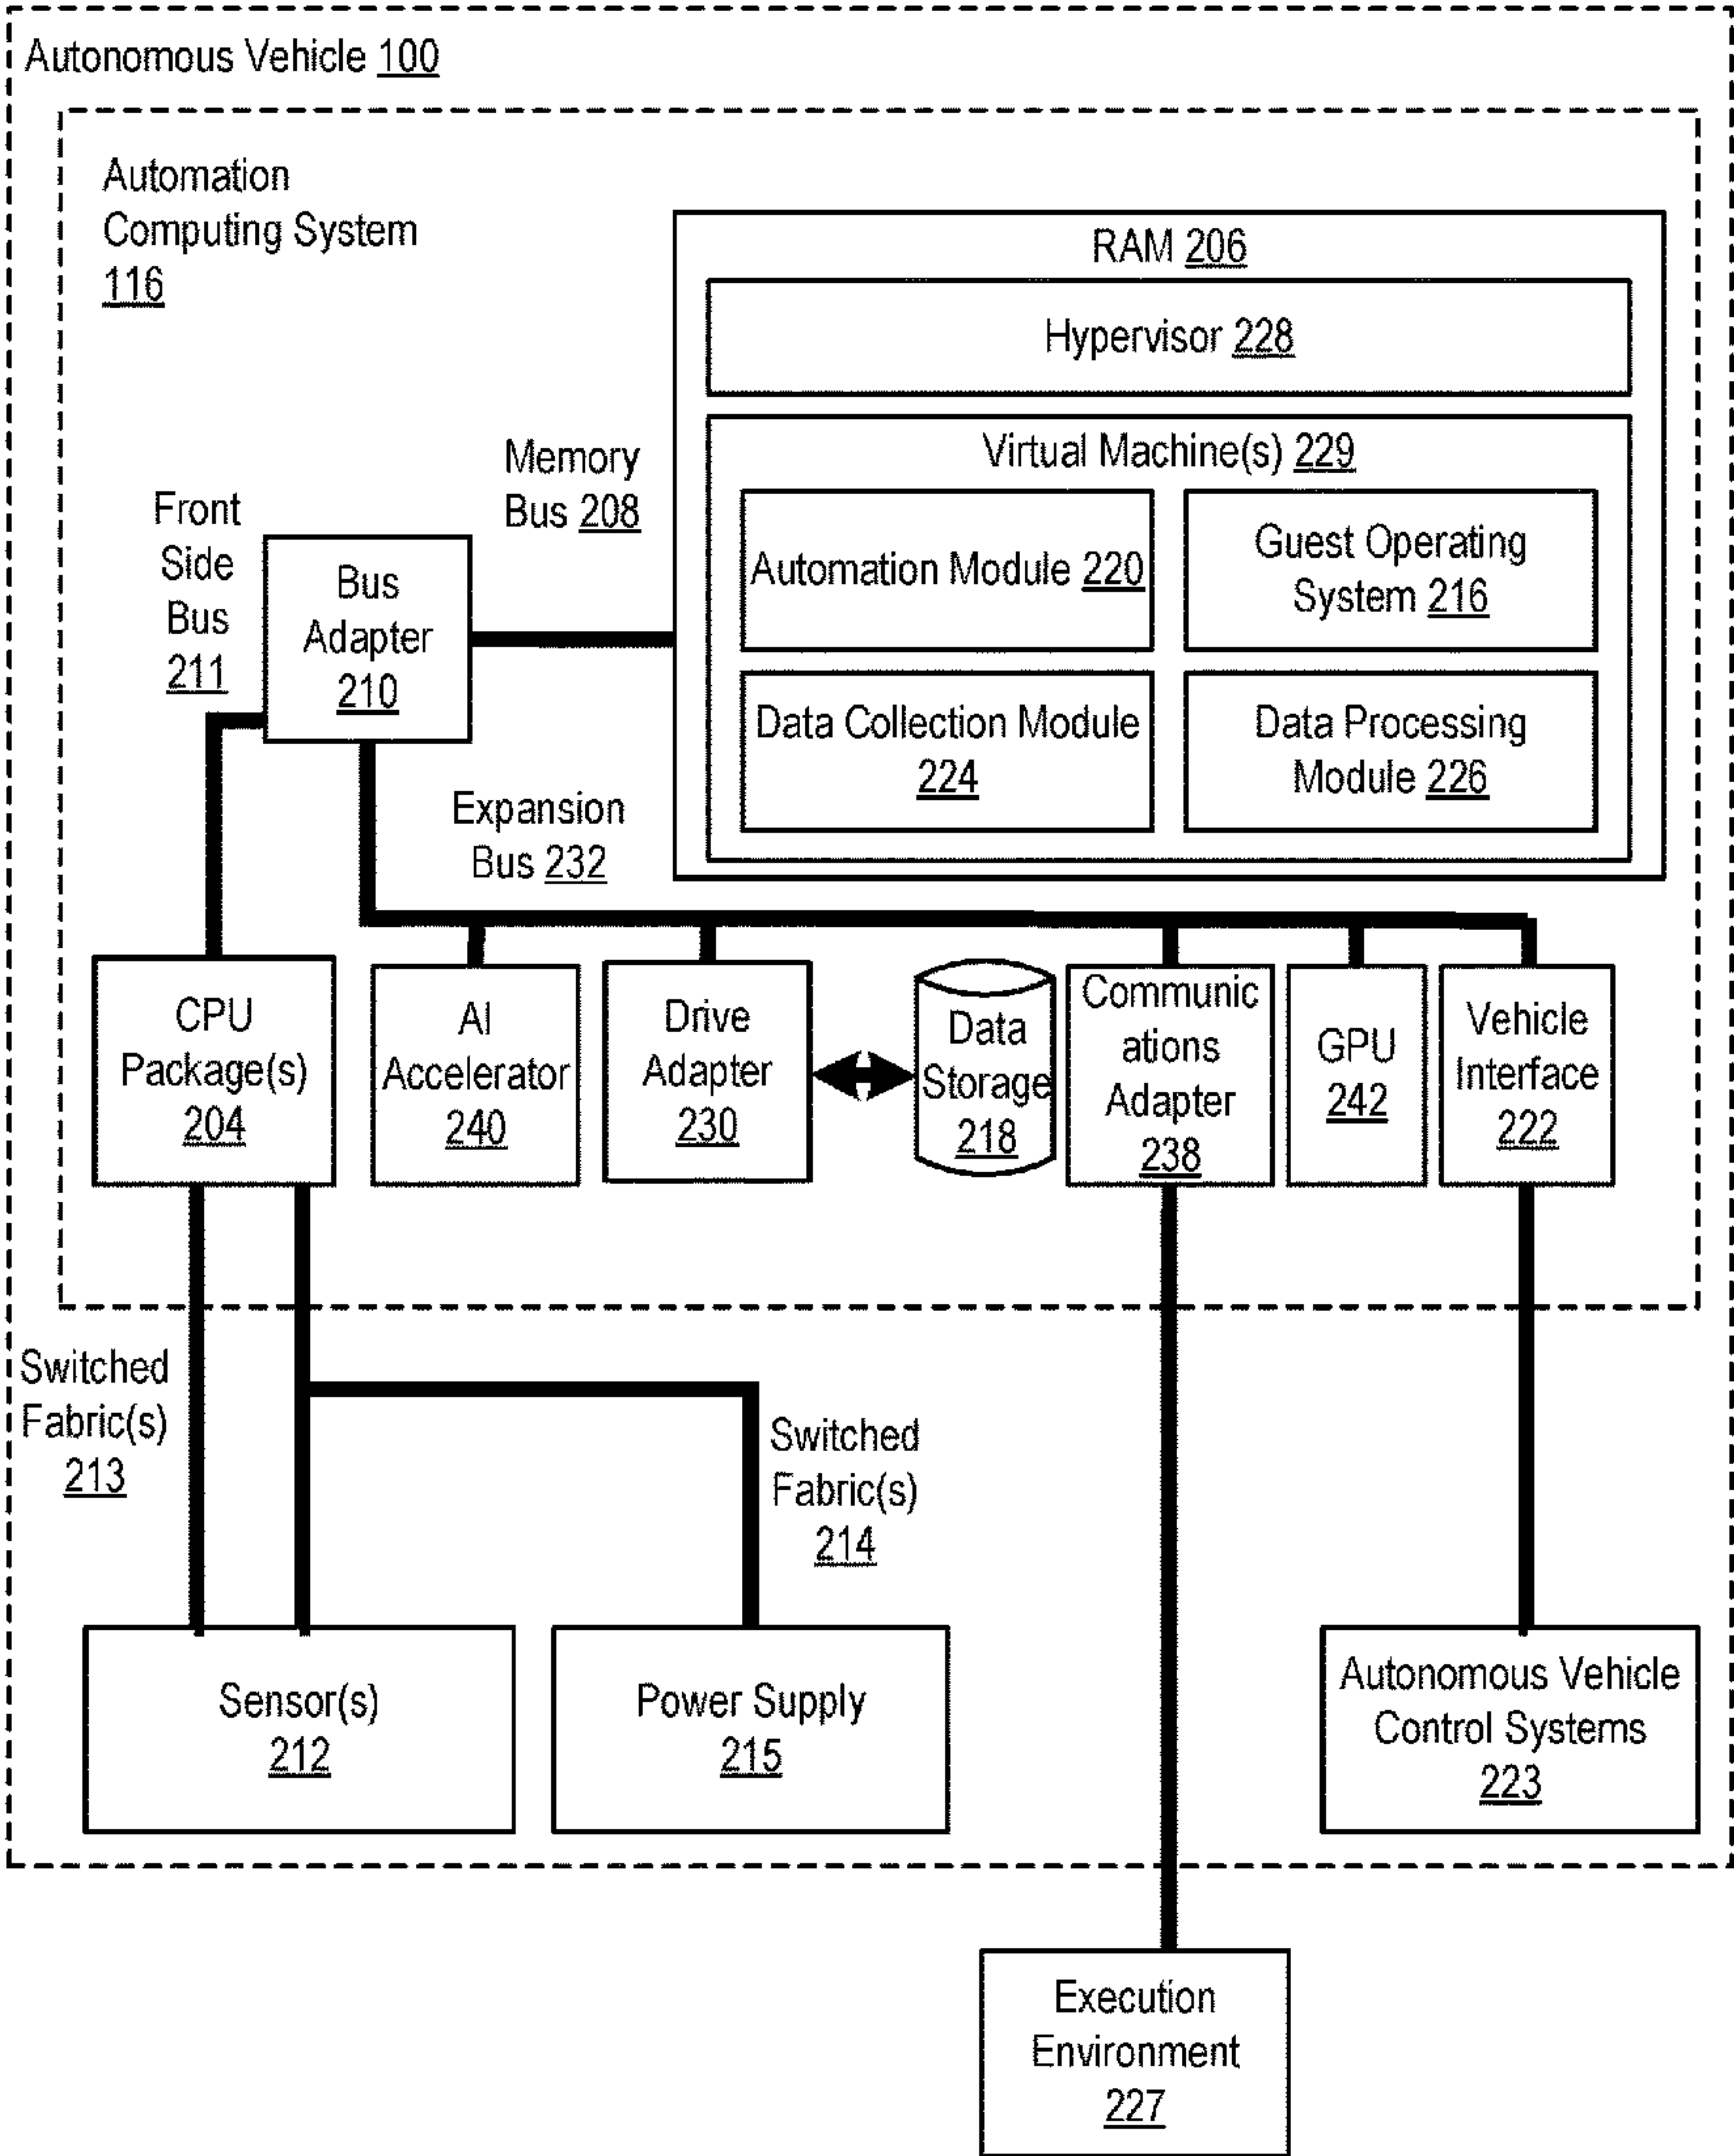 Autonomous Vehicle 100
Automation
Computing System
116
RAM 206
Hypervisor 228
Virtual Machine(s) 229
Automation Module 220
Guest Operating
System 216
Data Collection Module
224
Data Processing
Module 226
Memory
Bus 208
Front
Side
Bus
211
Bus
Adapter
210
Expansion
Bus 232
CPU
Package(s)
204
AI
Accelerator
240
Drive
Adapter
230
Data
Storage
218
Communic
ations
Adapter
238
GPU
242
Vehicle
Interface
222
Switched
Fabric(s)
213
Switched
Fabric(s)
214
Sensor(s)
212
Power Supply
215
Autonomous Vehicle
Control Systems
223
Execution
Environment
227